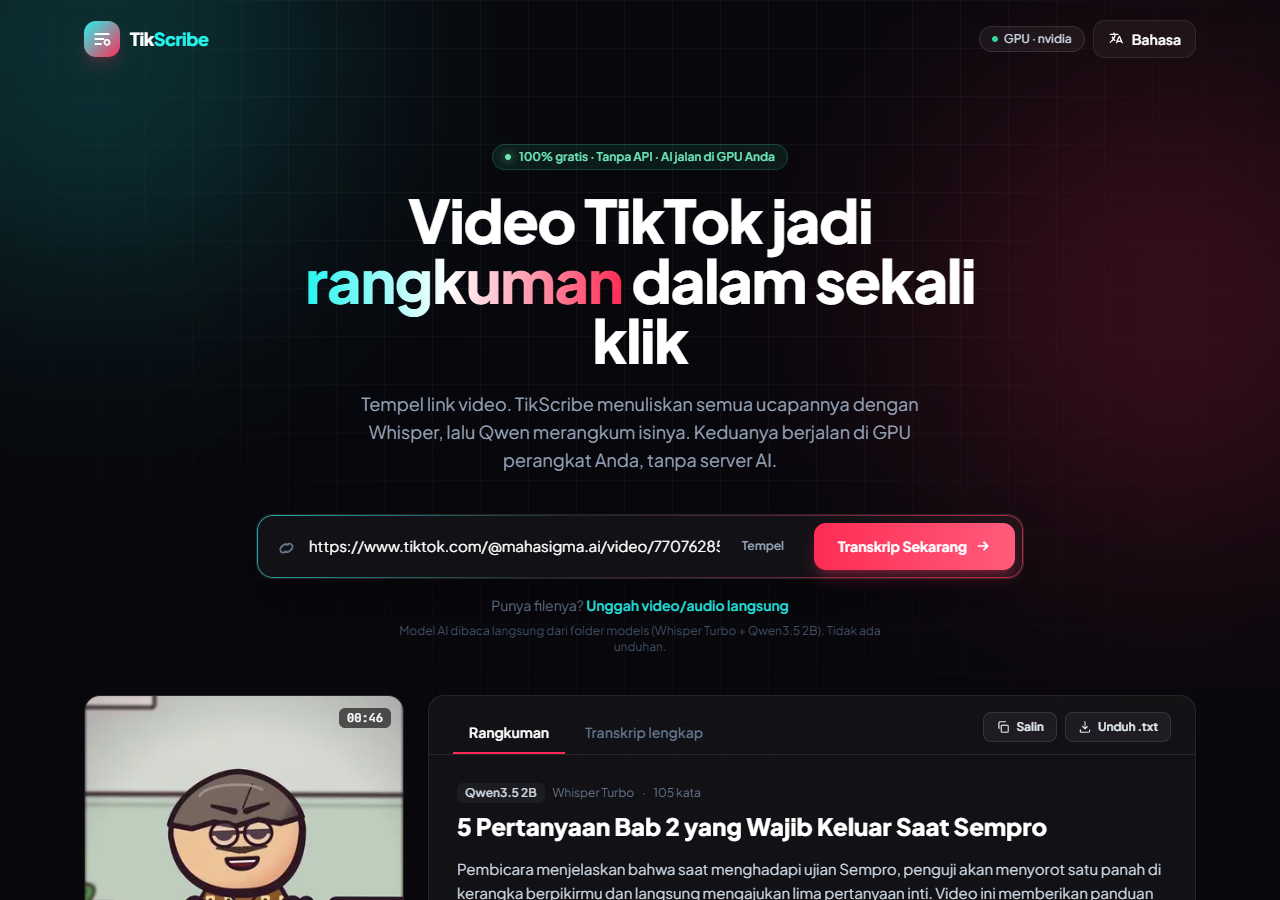 TikScribe
GPU · nvidia
Bahasa
100% gratis · Tanpa API · AI jalan di GPU Anda
Video TikTok jadi
rangkuman dalam sekali
klik
Tempel link video. TikScribe menuliskan semua ucapannya dengan
Whisper, lalu Qwen merangkum isinya. Keduanya berjalan di GPU
perangkat Anda, tanpa server AI.
https://www.tiktok.com/@mahasigma.ai/video/77076285
Tempel
Transkrip Sekarang
Punya filenya? Unggah video/audio langsung
Model AI dibaca langsung dari folder models (Whisper Turbo + Qwen3.5 2B). Tidak ada
unduhan.
00:46
Rangkuman
Transkrip lengkap
Salin
Unduh .txt
Qwen3.5 2B Whisper Turbo · 105 kata
5 Pertanyaan Bab 2 yang Wajib Keluar Saat Sempro
Pembicara menjelaskan bahwa saat menghadapi ujian Sempro, penguji akan menyorot satu panah di
kerangka berpikirmu dan langsung mengajukan lima pertanyaan inti. Video ini memberikan panduan